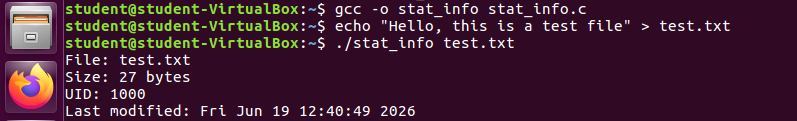 student@student-VirtualBox:~$ gcc -o stat_info stat_info.c
student@student-VirtualBox:~$ echo "Hello, this is a test file" > test.txt
student@student-VirtualBox:~$ ./stat_info test.txt
File: test.txt
Size: 27 bytes
UID: 1000
Last modified: Fri Jun 19 12:40:49 2026